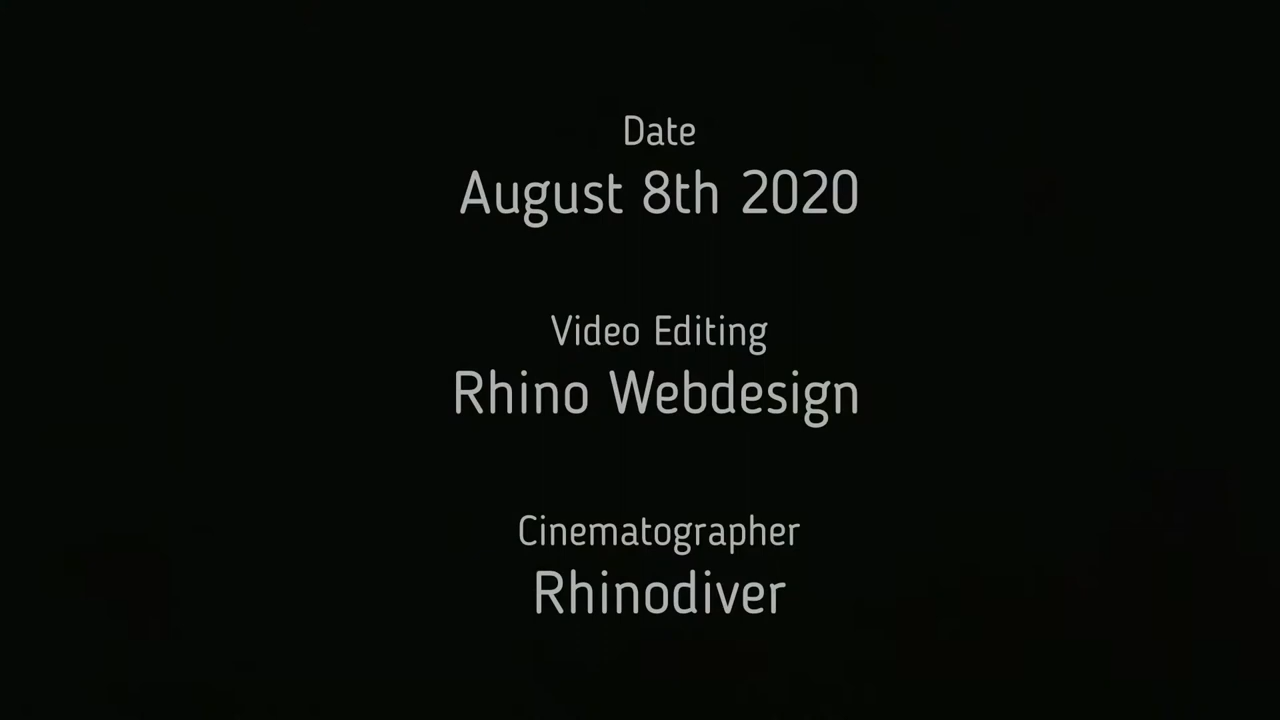 Date
August 8th 2020
Video Editing
Rhino Webdesign
Cinematographer
Rhinodiver